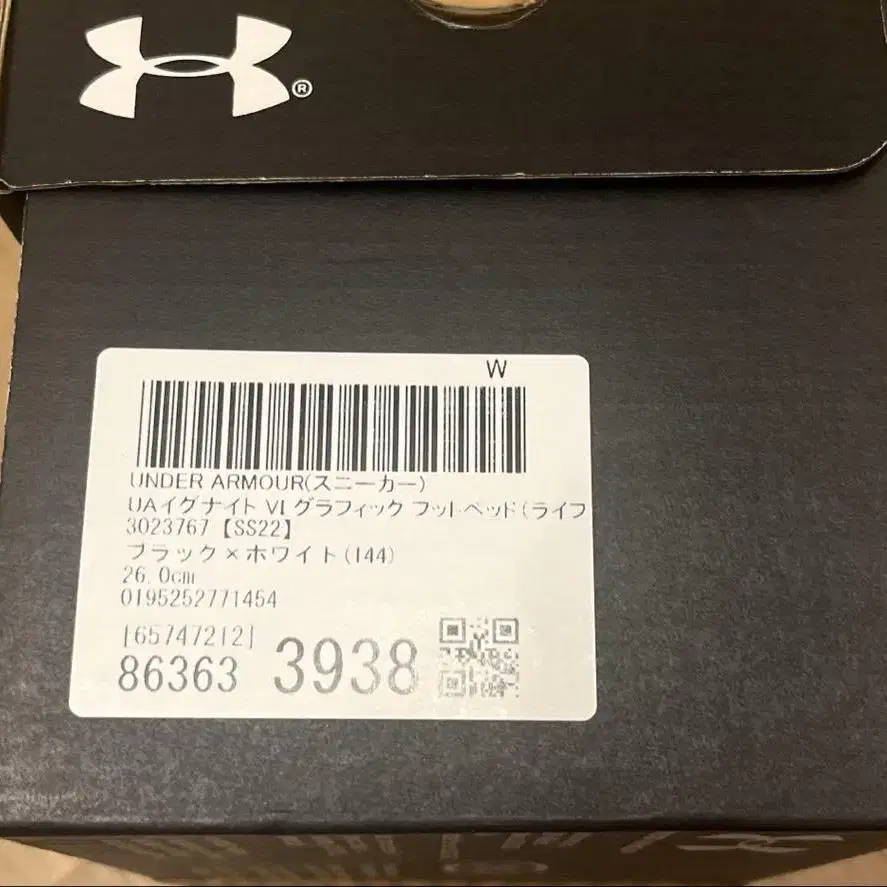 ®
W
UNDER ARMOUR(スニーカー)
UAイグナイト VI グラフィック フットベッド(ライフ
3023767【SS22】
ブラック×ホワイト(144)
26.0cm
0195252771454
[65747212]
86363 3938